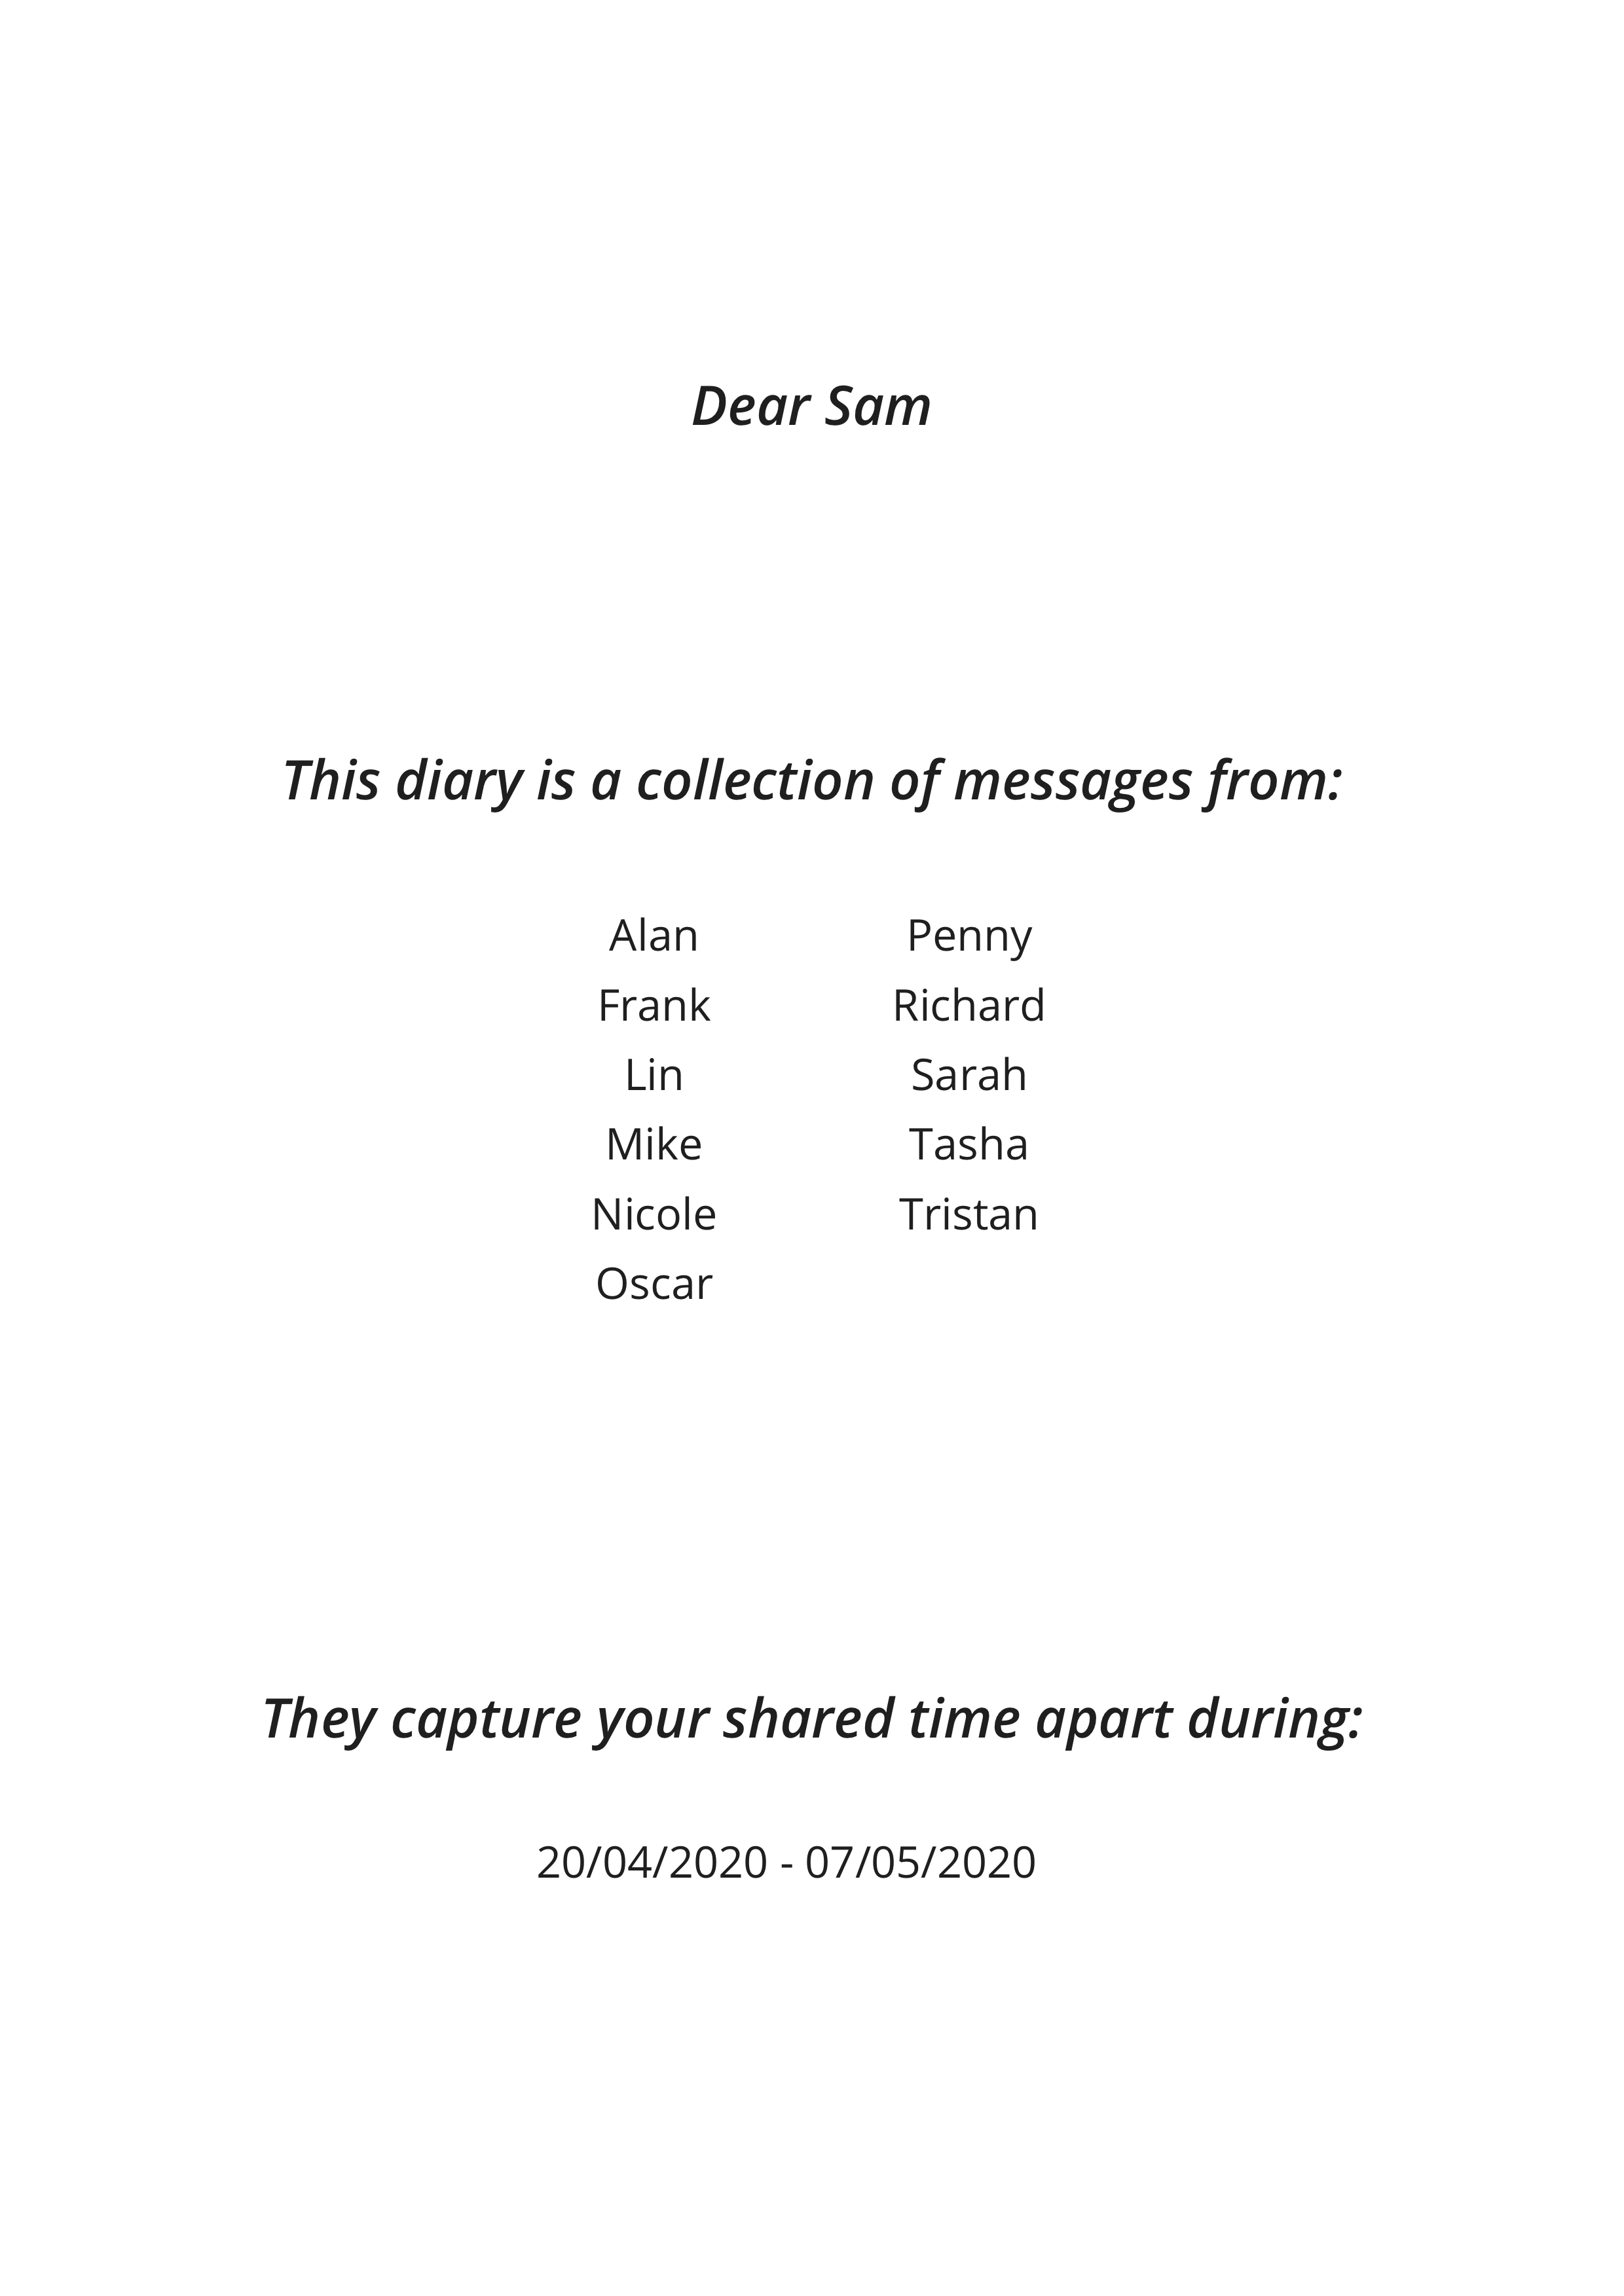 Dear Sam
This diary is a collection of messages from:
Alan
Frank
Lin
Mike
Nicole
Oscar
Penny
Richard
Sarah
Tasha
Tristan
They capture your shared time apart during:
20/04/2020 - 07/05/2020